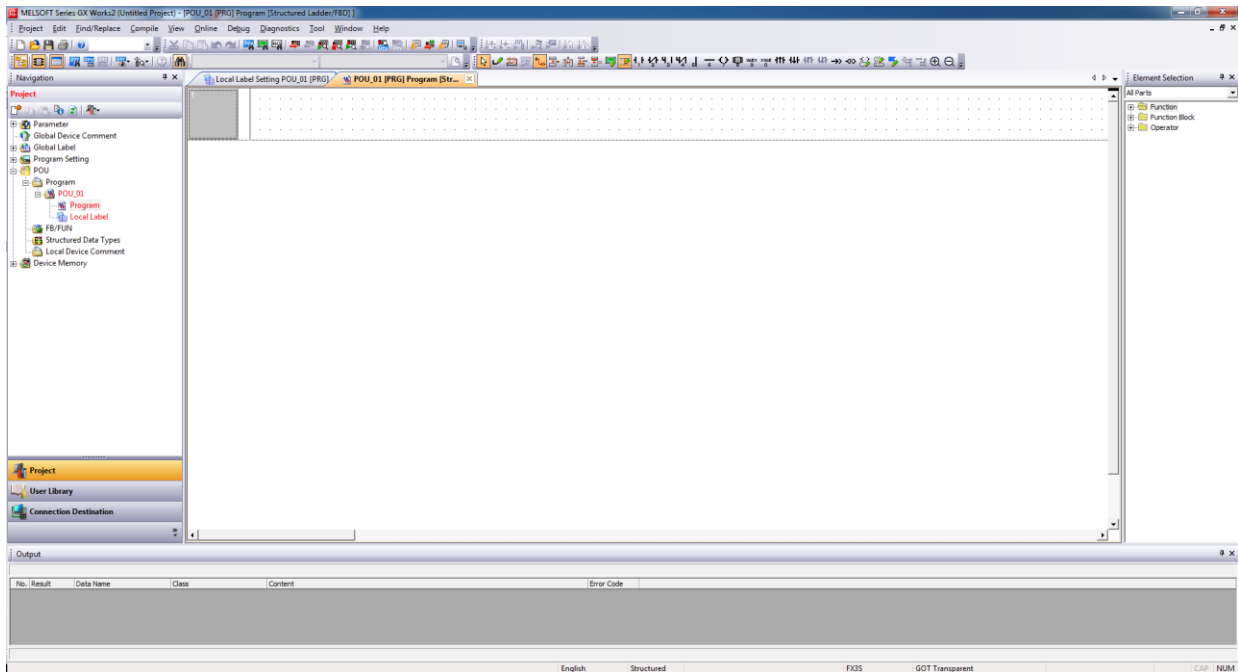 MELSOFT Series GX Works2 (Untitled Project) - [POU_01 [PRG] Program [Structured Ladder/FBD] ]
Project Edit Find/Replace Compile View Online Debug Diagnostics Tool Window Help
Navigation
Project
Parameter
Global Device Comment
Global Label
Program Setting
POU
Program
POU_01
Program
Local Label
FB/FUN
Structured Data Types
Local Device Comment
Device Memory
Project
User Library
Connection Destination
Local Label Setting POU_01 [PRG]
POU_01 [PRG] Program [Str...
Element Selection
All Parts
Function
Function Block
Operator
Output
No. Result Data Name Class Content Error Code
English Structured FX3S GOT Transparent CAP NUM